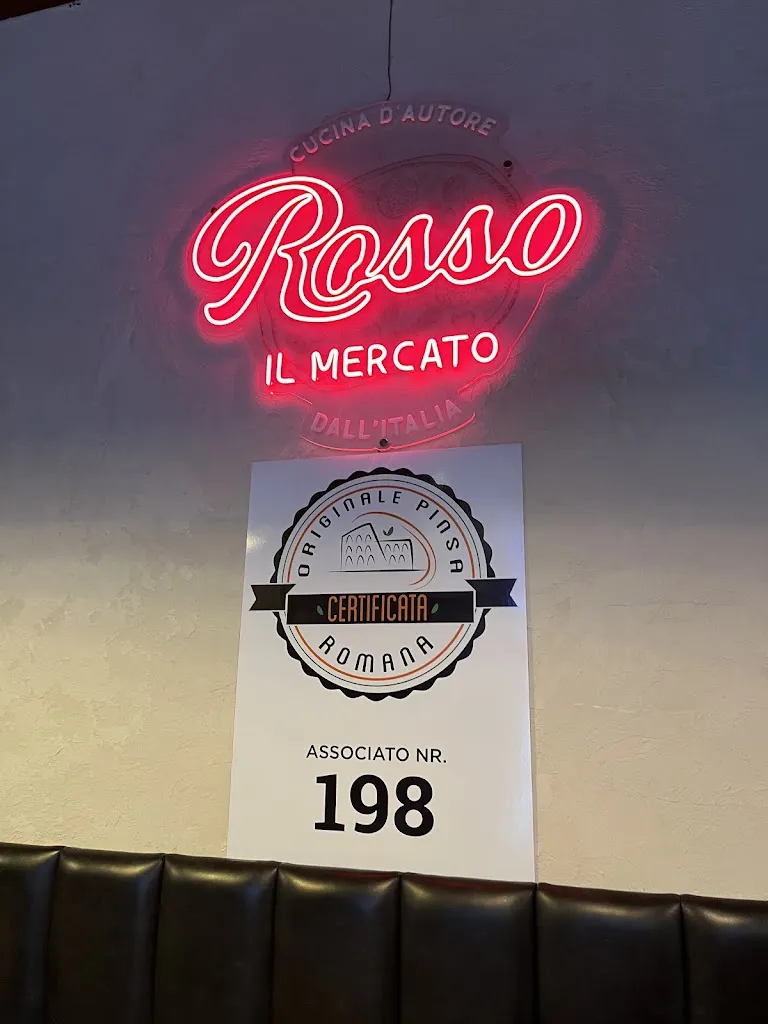 CUCINA D'AUTORE
Rosso
IL MERCATO
DALL'ITALIA
ORIGINALE PINSA
CERTIFICATA
ROMANA
ASSOCIATO NR.
198